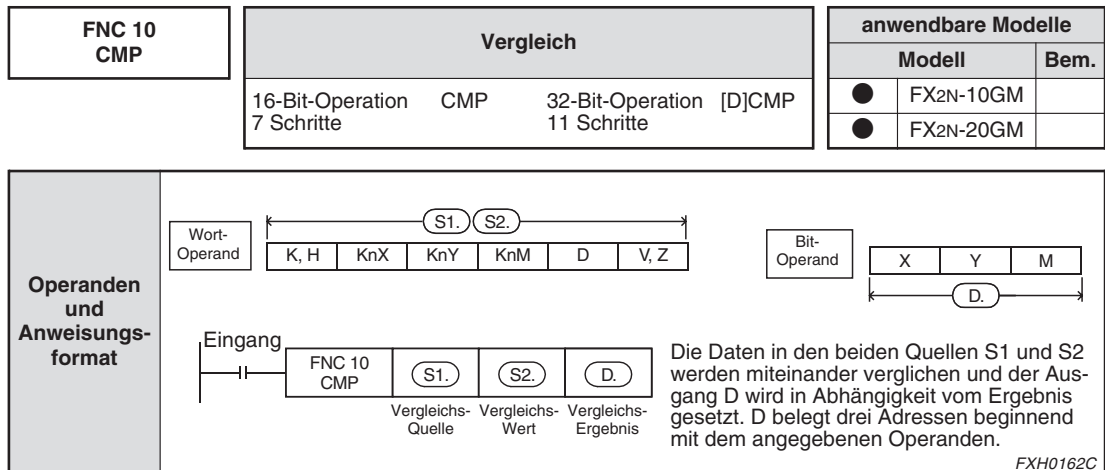 FNC 10
CMP
Vergleich
16-Bit-Operation CMP 32-Bit-Operation [D]CMP
7 Schritte 11 Schritte
anwendbare Modelle
Modell Bem.
FX2N-10GM
FX2N-20GM
Operanden
und
Anweisungs-
format
Wort-
Operand
S1. S2.
K, H KnX KnY KnM D V, Z
Bit-
Operand
X Y M
D.
Eingang
FNC 10
CMP
S1. S2. D.
Vergleichs-
Quelle
Vergleichs-
Wert
Vergleichs-
Ergebnis
Die Daten in den beiden Quellen S1 und S2
werden miteinander verglichen und der Aus-
gang D wird in Abhängigkeit vom Ergebnis
gesetzt. D belegt drei Adressen beginnend
mit dem angegebenen Operanden.
FXH0162C